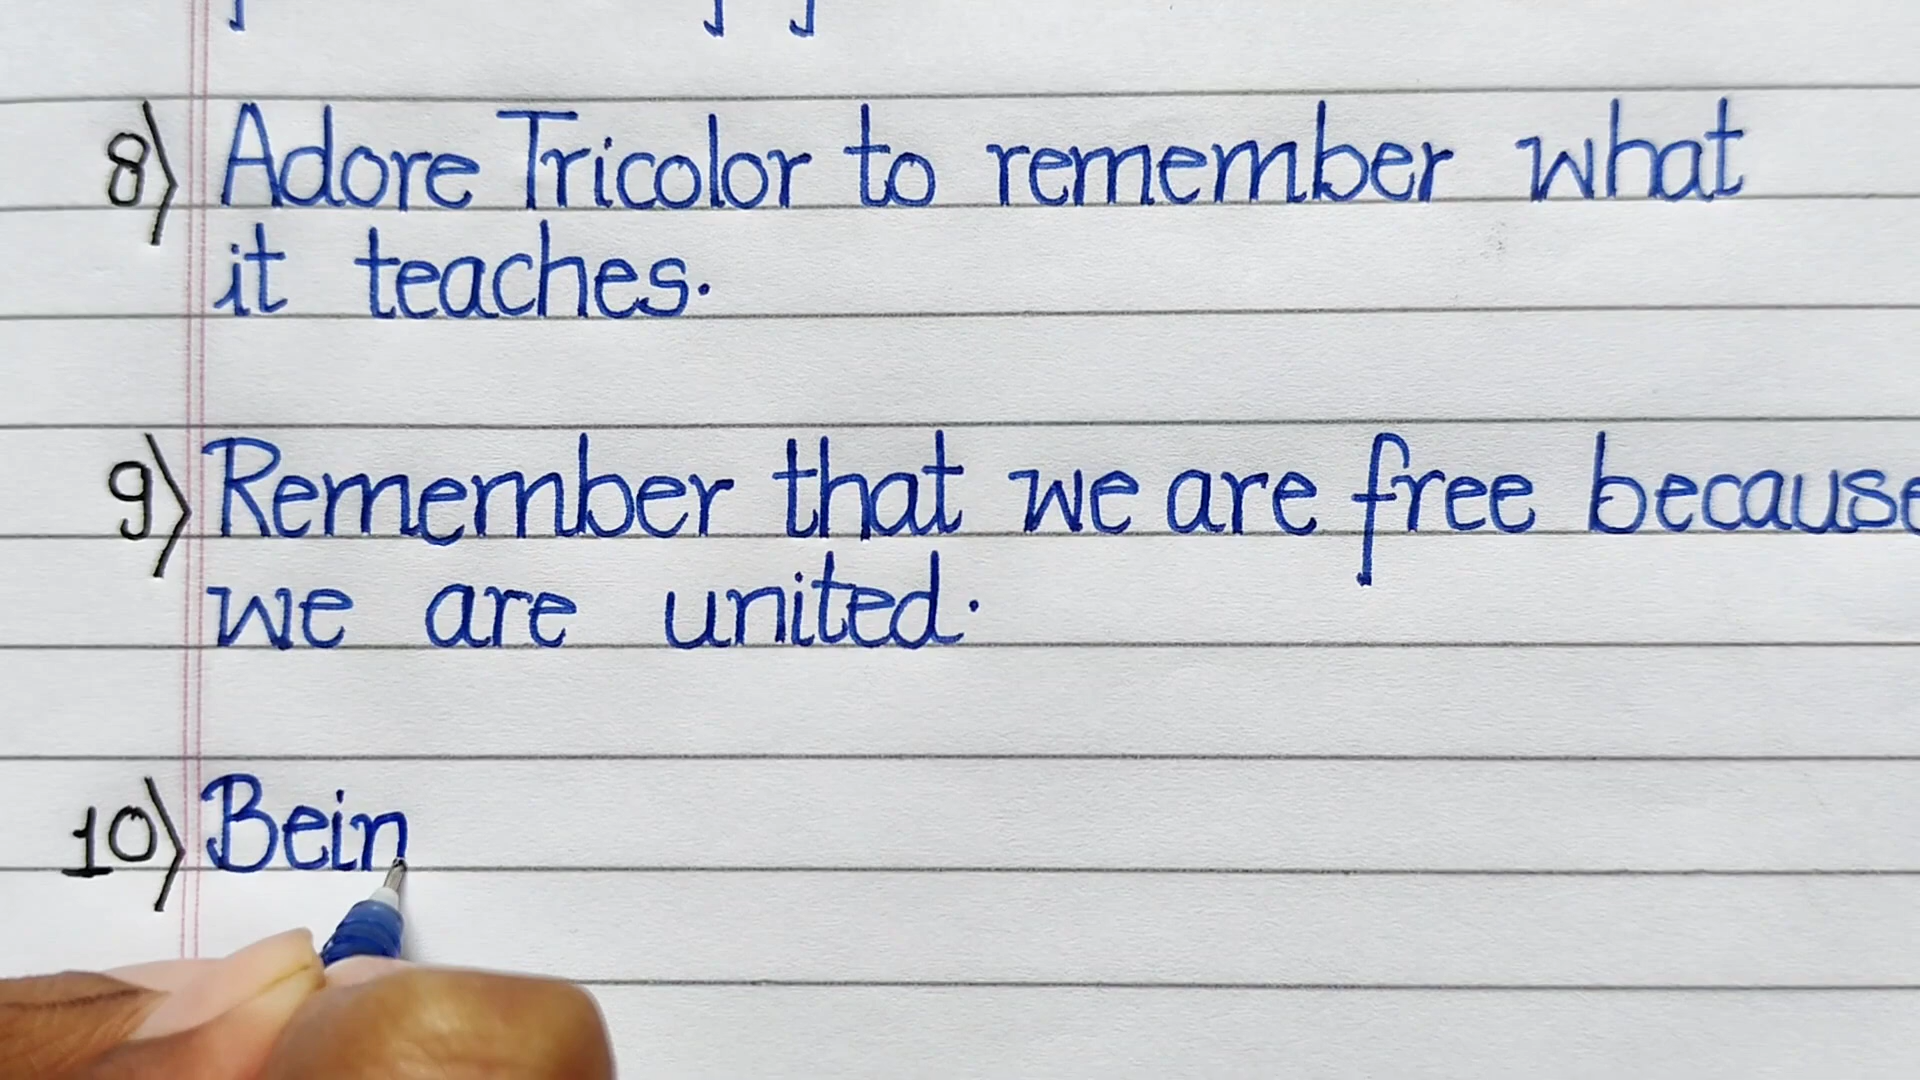 8) Adore Tricolor to remember what
it teaches.
9) Remember that we are free because
we are united.
10) Bein